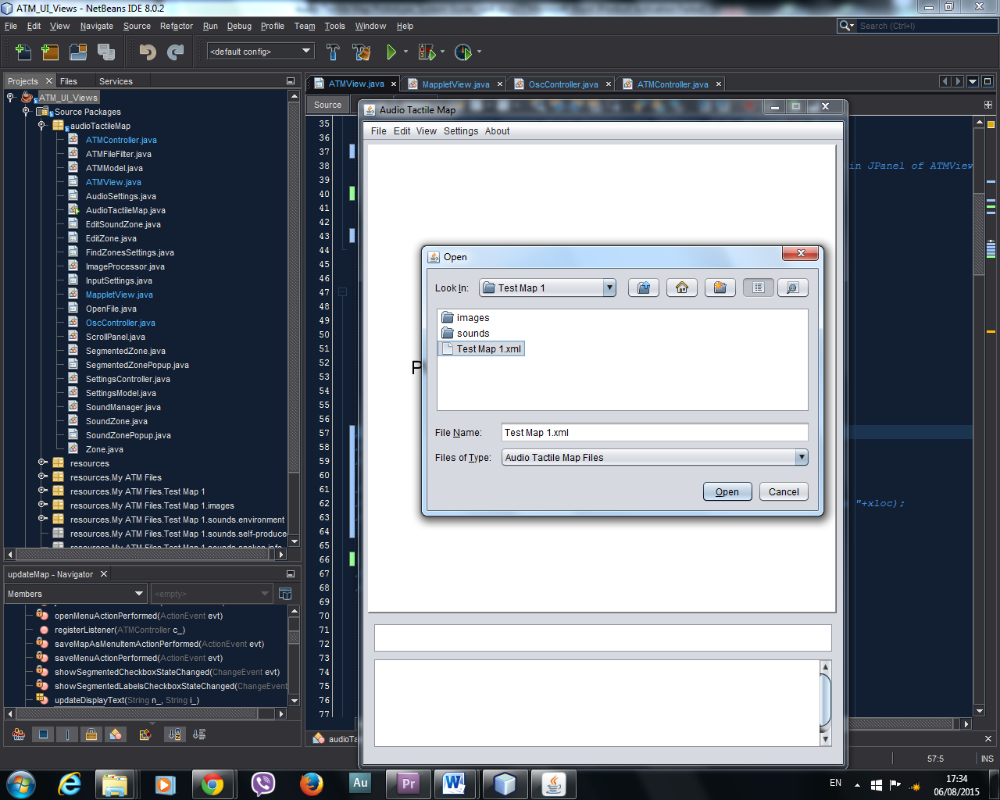 ATM_UI_Views - NetBeans IDE 8.0.2
File Edit View Navigate Source Refactor Run Debug Profile Team Tools Window Help
Search (Ctrl+I)
<default config>
Projects Files Services
ATM_UI_Views
Source Packages
audioTactileMap
ATMController.java
ATMFileFilter.java
ATMModel.java
ATMView.java
AudioSettings.java
AudioTactileMap.java
EditSoundZone.java
EditZone.java
FindZonesSettings.java
ImageProcessor.java
InputSettings.java
MappletView.java
OpenFile.java
OscController.java
ScrollPanel.java
SegmentedZone.java
SegmentedZonePopup.java
SettingsController.java
SettingsModel.java
SoundManager.java
SoundZone.java
SoundZonePopup.java
Zone.java
resources
resources.My ATM Files
resources.My ATM Files.Test Map 1
resources.My ATM Files.Test Map 1.images
resources.My ATM Files.Test Map 1.sounds.environment
resources.My ATM Files.Test Map 1.sounds.self-produce
updateMap - Navigator
Members
<empty>
openMenuActionPerformed(ActionEvent evt)
registerListener(ATMController c_)
saveMapAsMenuItemActionPerformed(ActionEvent evt)
saveMenuActionPerformed(ActionEvent evt)
showSegmentedCheckboxStateChanged(ChangeEvent evt)
showSegmentedLabelsCheckboxStateChanged(ChangeEvent
updateDisplayText(String n_, String i_)
ATMView.java MappletView.java OscController.java ATMController.java
Source
35
36
37
38
39
40
41
42
43
44
45
46
47
48
49
50
51
52
53
54
55
56
57
58
59
60
61
62
63
64
65
66
67
68
69
70
71
72
73
74
75
76
77
in JPanel of ATMView
"+xloc);
Audio Tactile Map
File Edit View Settings About
P
Open
Look In: Test Map 1
images
sounds
Test Map 1.xml
File Name: Test Map 1.xml
Files of Type: Audio Tactile Map Files
Open Cancel
audioTa
57:5 INS
Au Pr W
EN
17:34
06/08/2015